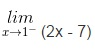 lim
x→1⁻ (2x - 7)